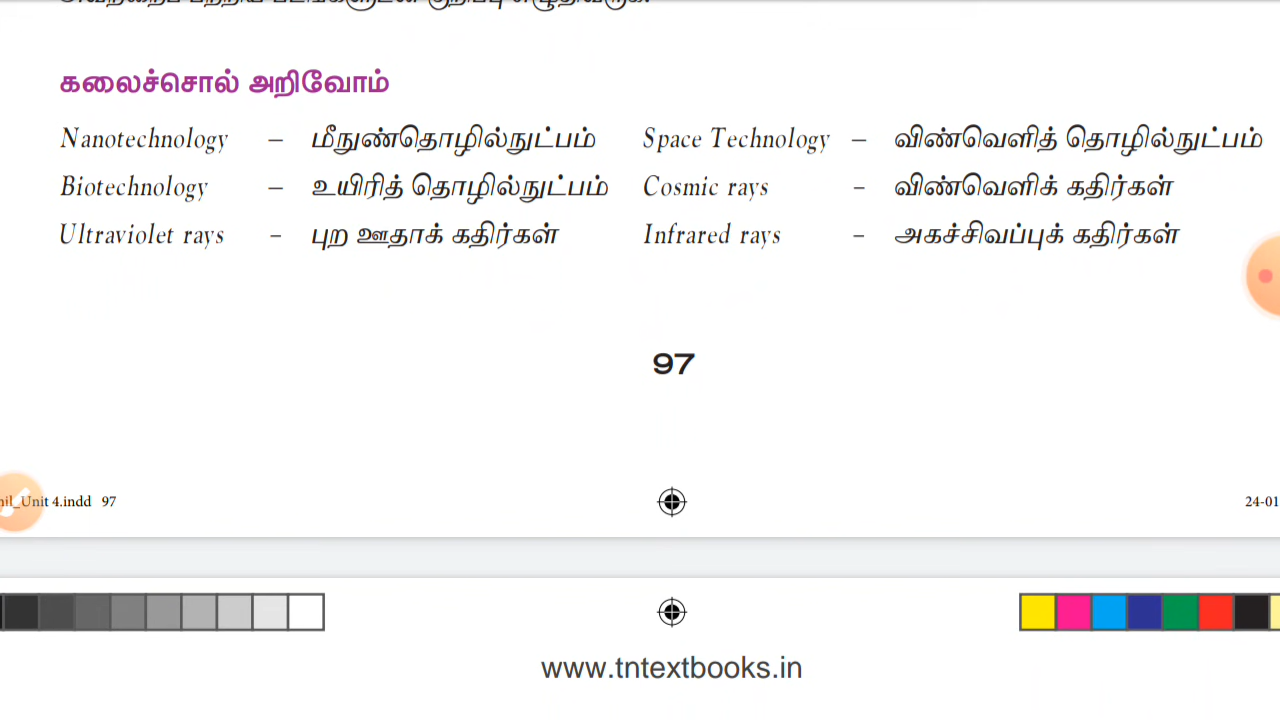 கலைச்சொல் அறிவோம்
Nanotechnology – மீநுண்தொழில்நுட்பம் Space Technology – விண்வெளித் தொழில்நுட்பம்
Biotechnology – உயிரித் தொழில்நுட்பம் Cosmic rays - விண்வெளிக் கதிர்கள்
Ultraviolet rays - புற ஊதாக் கதிர்கள் Infrared rays - அகச்சிவப்புக் கதிர்கள்
97
il_Unit 4.indd 97 24-01
www.tntextbooks.in